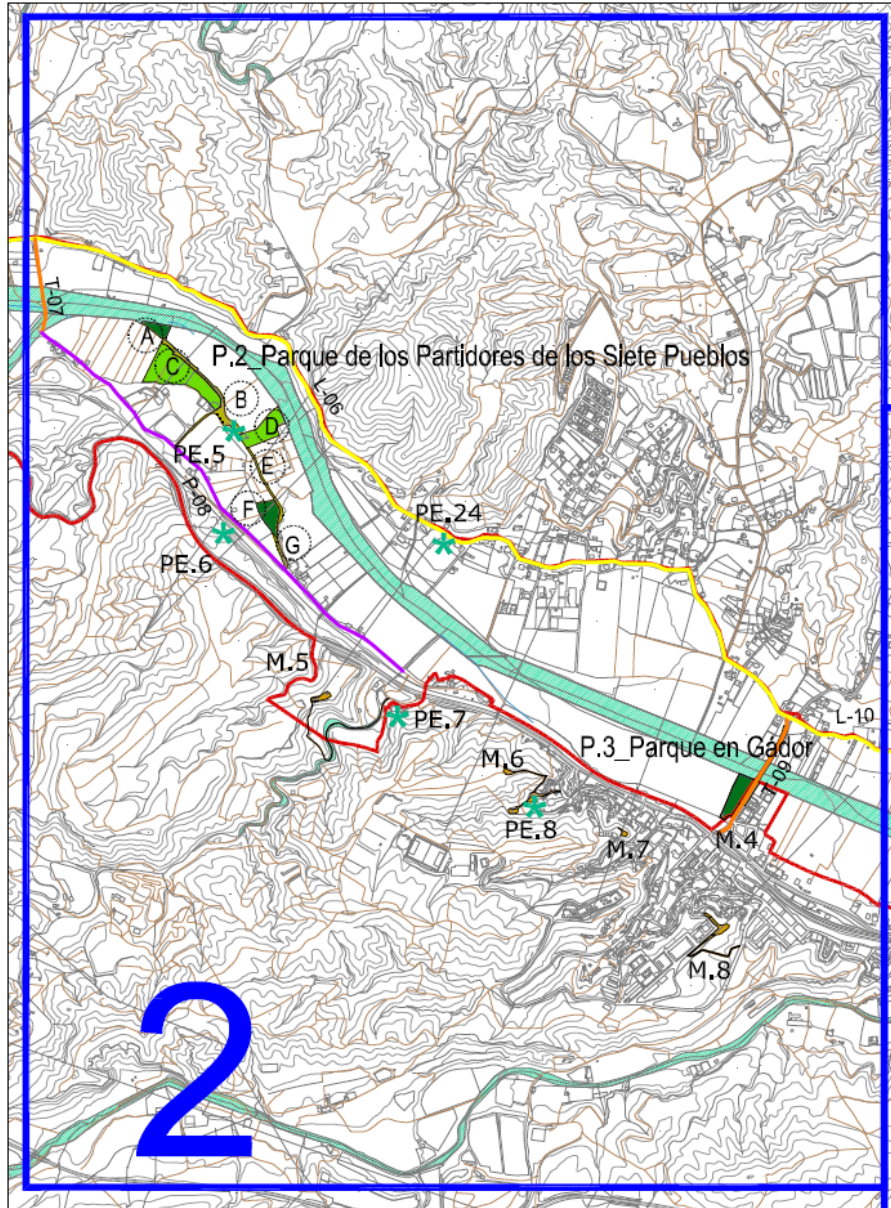 T-07
A
P.2_Parque de los Partidores de los Siete Pueblos
C
L-06
B
D
PE.5
E
P-08
F
PE.24
G
PE.6
M.5
PE.7
L-10
P.3_Parque en Gádor
M.6
T-09
PE.8
M.7
M.4
M.8
2